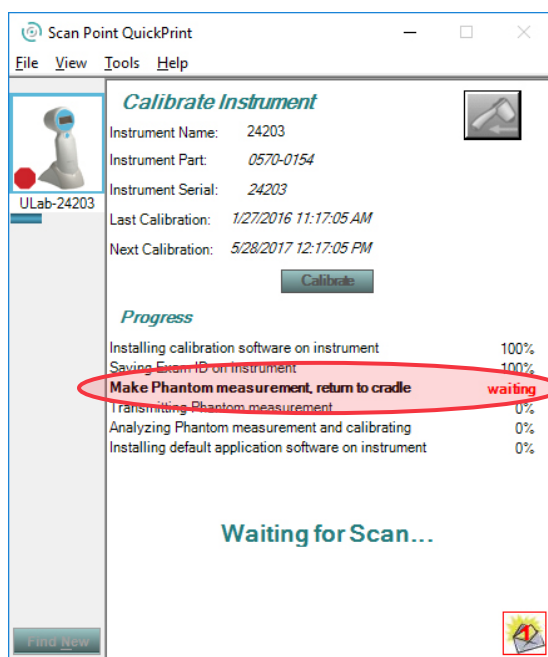 Scan Point QuickPrint
File View Tools Help
Calibrate Instrument
Instrument Name: 24203
Instrument Part: 0570-0154
Instrument Serial: 24203
ULab-24203
Last Calibration: 1/27/2016 11:17:05 AM
Next Calibration: 5/28/2017 12:17:05 PM
Calibrate
Progress
Installing calibration software on instrument 100%
Saving Exam ID on instrument 100%
Make Phantom measurement, return to cradle waiting
Transmitting Phantom measurement 0%
Analyzing Phantom measurement and calibrating 0%
Installing default application software on instrument 0%
Waiting for Scan...
Find New
1